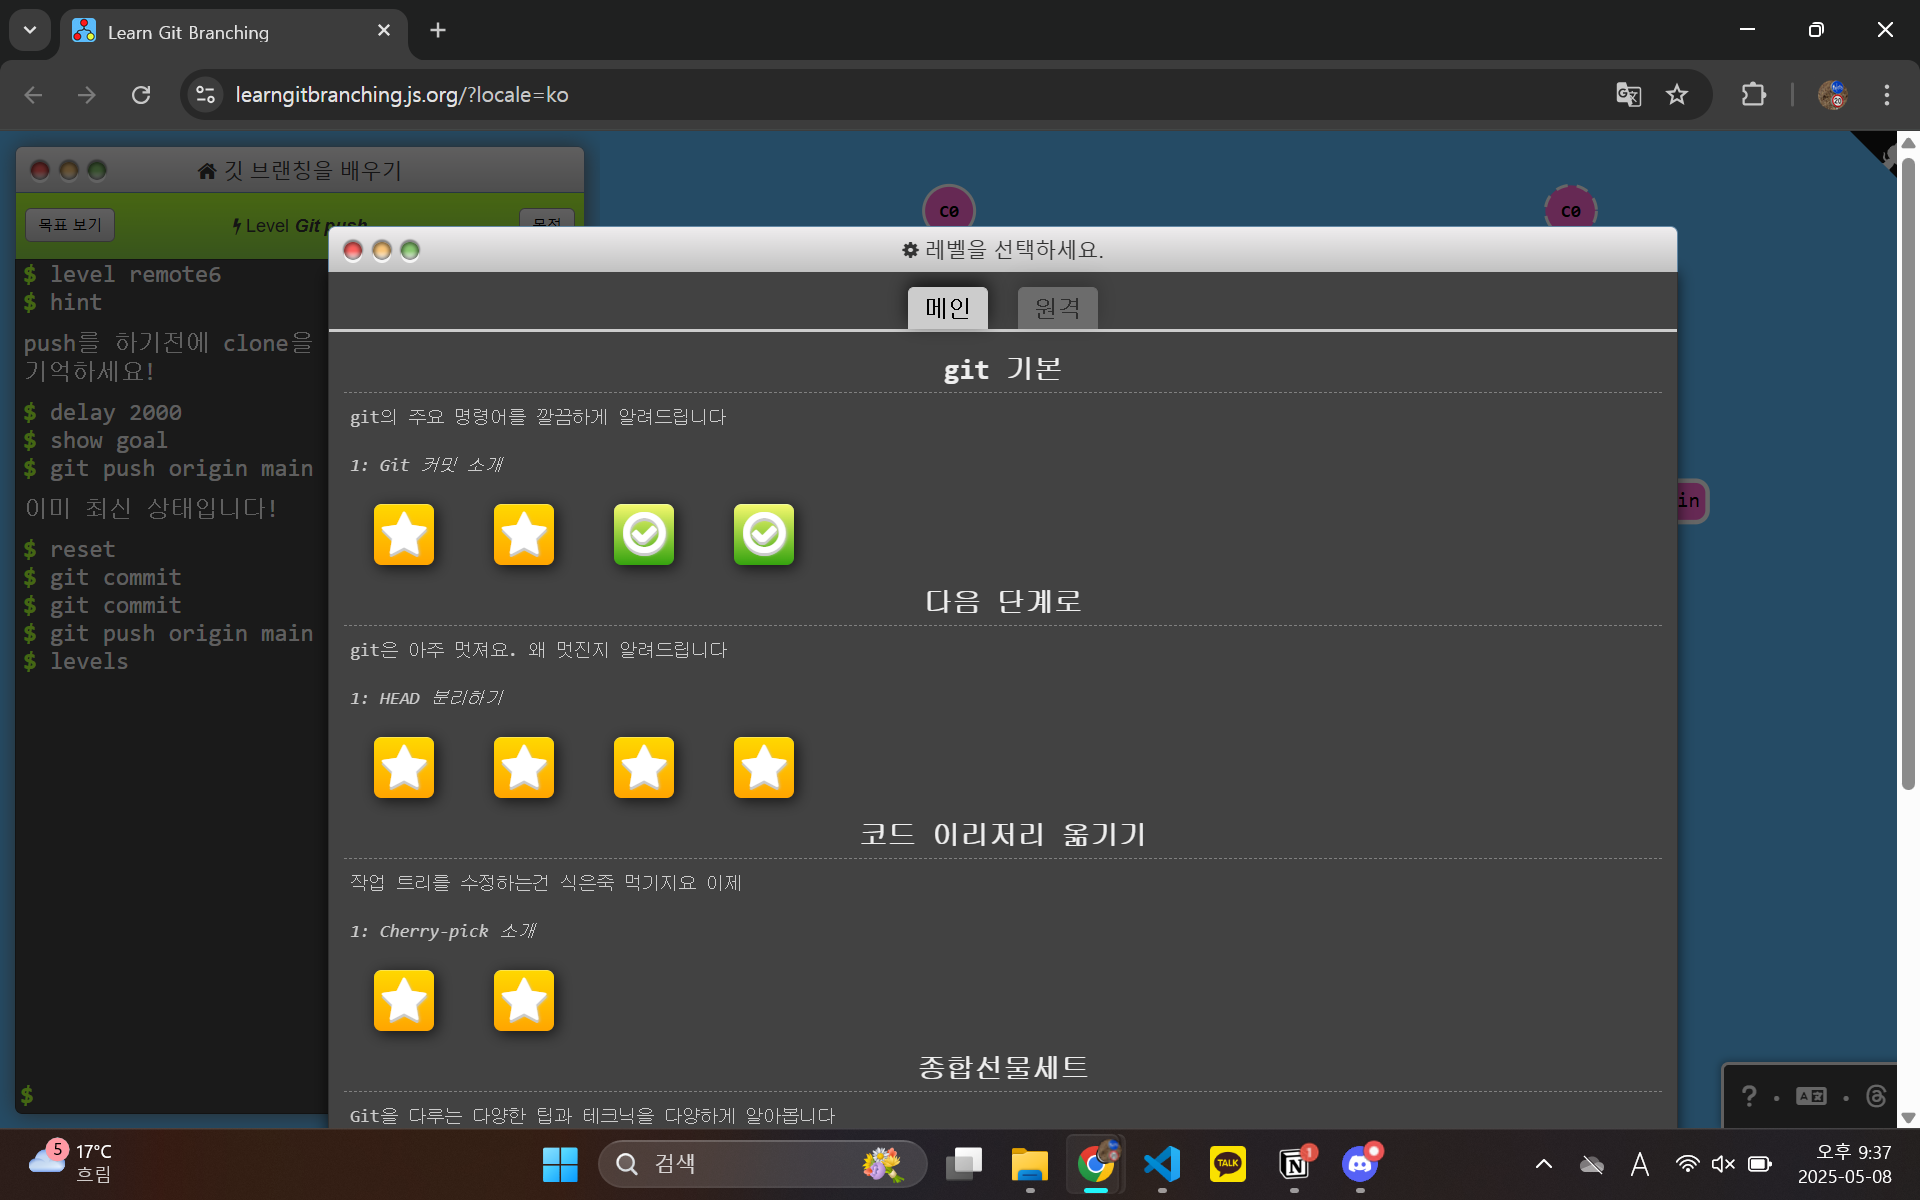 Learn Git Branching
learngitbranching.js.org/?locale=ko
깃 브랜칭을 배우기
목표 보기
Level Git push
C0
C0
레벨을 선택하세요.
$ level remote6
$ hint
push를 하기전에 clone을
기억하세요!
$ delay 2000
$ show goal
$ git push origin main
이미 최신 상태입니다!
$ reset
$ git commit
$ git commit
$ git push origin main
$ levels
$
메인
원격
git 기본
git의 주요 명령어를 깔끔하게 알려드립니다
1: Git 커밋 소개
in
다음 단계로
git은 아주 멋져요. 왜 멋진지 알려드립니다
1: HEAD 분리하기
코드 이리저리 옮기기
작업 트리를 수정하는건 식은죽 먹기지요 이제
1: Cherry-pick 소개
종합선물세트
Git을 다루는 다양한 팁과 테크닉을 다양하게 알아봅니다
?
5
17°C
흐림
검색
TALK
1
A
오후 9:37
2025-05-08